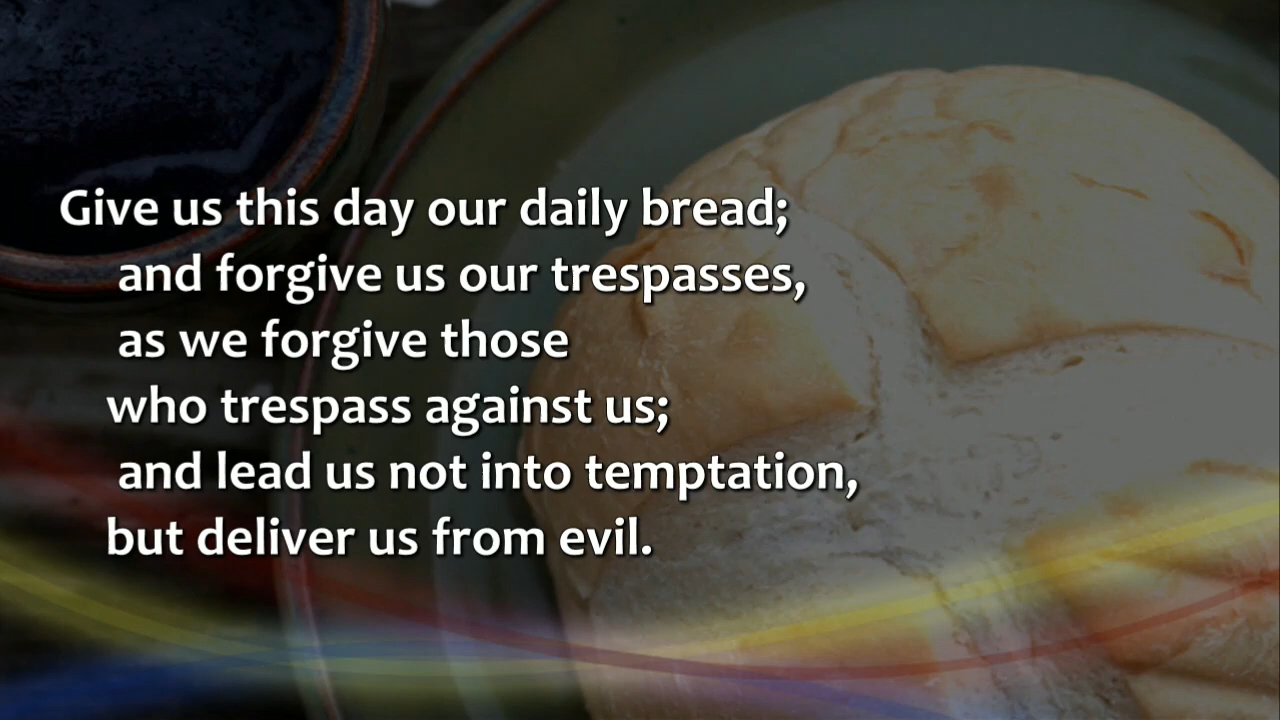 Give us this day our daily bread;
and forgive us our trespasses,
as we forgive those
who trespass against us;
and lead us not into temptation,
but deliver us from evil.